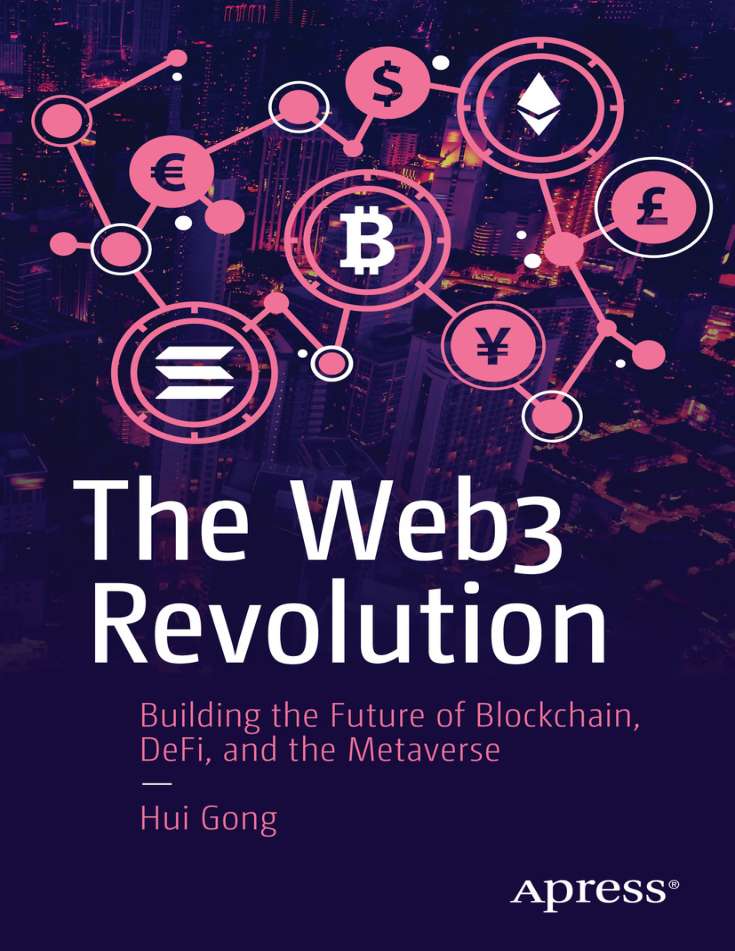 $
€
£
¥
The Web3
Revolution
Building the Future of Blockchain,
DeFi, and the Metaverse
Hui Gong
Apress®